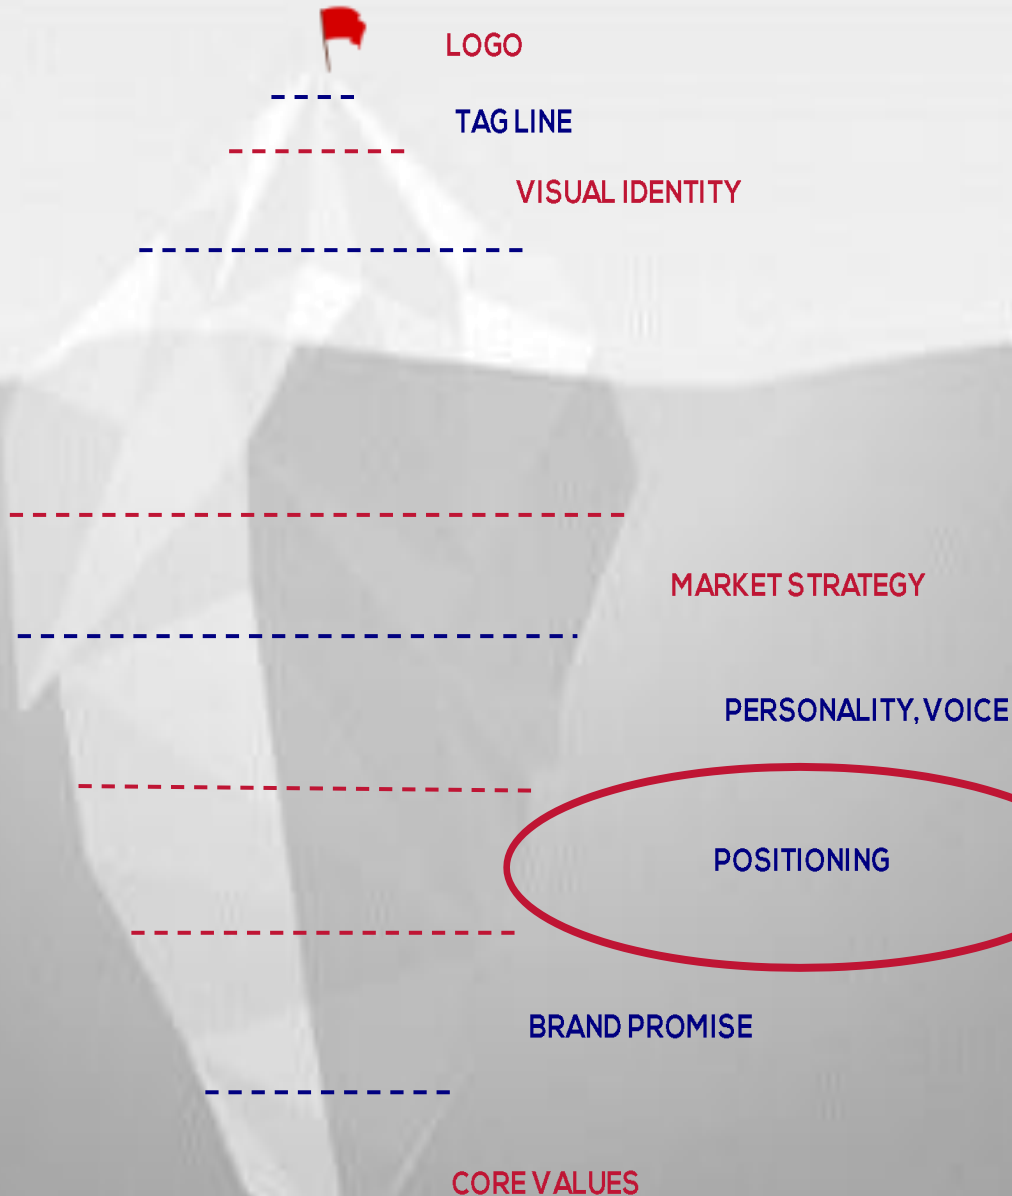 LOGO
TAG LINE
VISUAL IDENTITY
MARKET STRATEGY
PERSONALITY, VOICE
POSITIONING
BRAND PROMISE
CORE VALUES